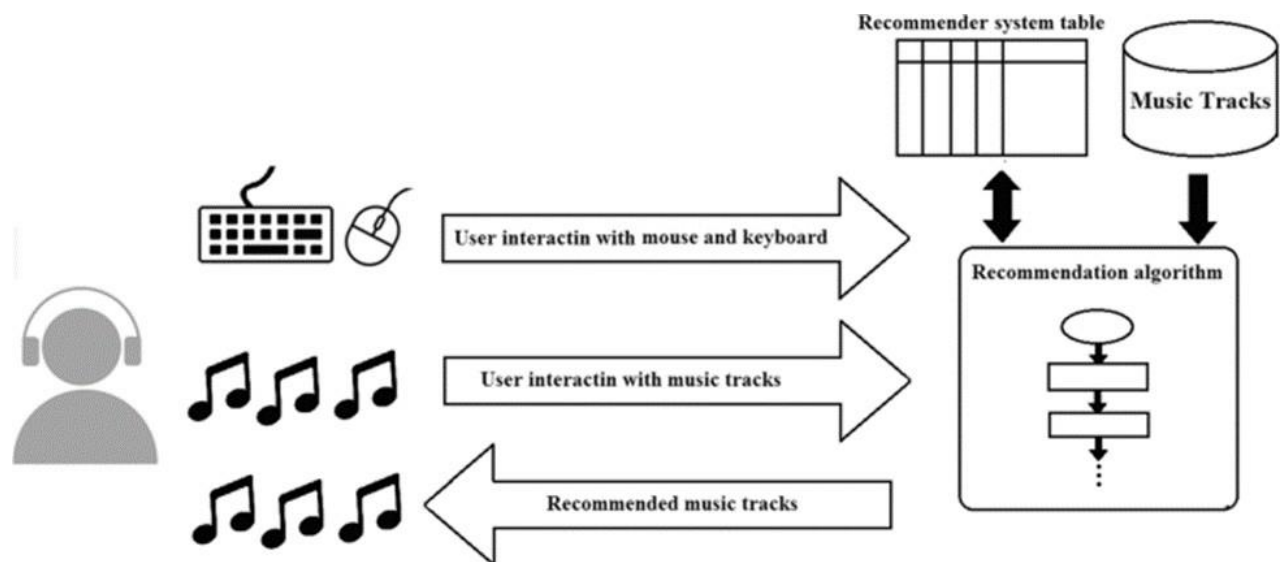 Recommender system table
Music Tracks
User interactin with mouse and keyboard
Recommendation algorithm
User interactin with music tracks
Recommended music tracks